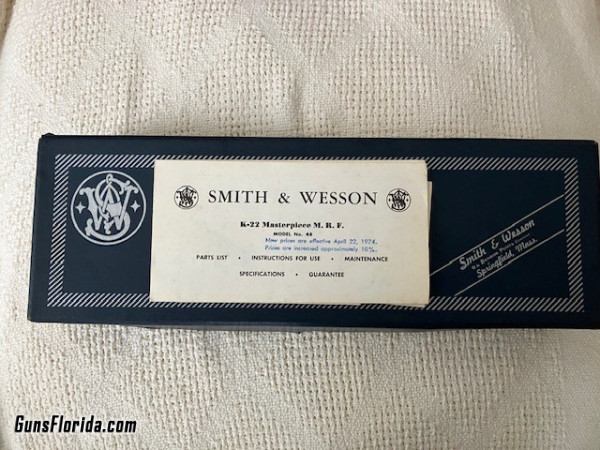 SMITH & WESSON
K-22 Masterpiece M. R. F.
MODEL No. 48
New prices are effective April 22, 1974.
Prices are increased approximately 10%.
PARTS LIST • INSTRUCTIONS FOR USE • MAINTENANCE
SPECIFICATIONS • GUARANTEE
Smith & Wesson
Springfield, Mass.
GunsFlorida.com